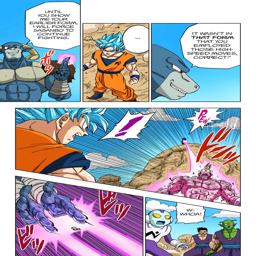 UNTIL
YOU SHOW
ME YOUR
EARLIER FORM,
I WILL FORCE
SAGANBO TO
CONTINUE
FIGHTING.
...
IT WASN'T IN
THAT FORM
THAT YOU
EMPLOYED
THOSE HIGH-
SPEED MOVES,
CORRECT?
W-
WHOA!